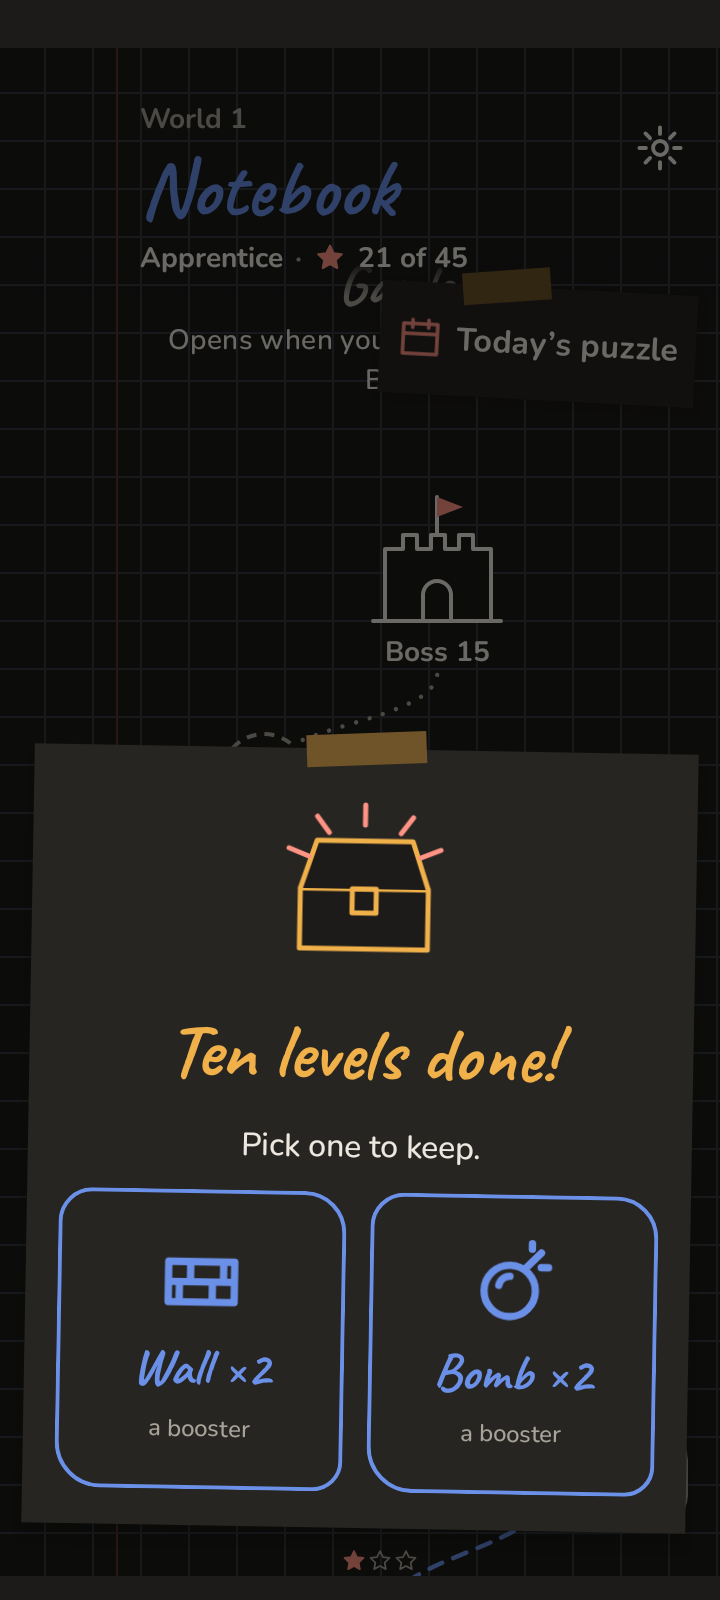 World 1
Notebook
Apprentice · 21 of 45
Opens when you
Today's puzzle
Boss 15
Ten levels done!
Pick one to keep.
Wall ×2
a booster
Bomb ×2
a booster